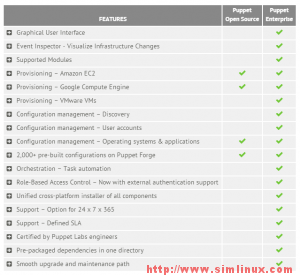 FEATURES
Puppet Open Source
Puppet Enterprise
Graphical User Interface
Event Inspector - Visualize Infrastructure Changes
Supported Modules
Provisioning – Amazon EC2
Provisioning – Google Compute Engine
Provisioning – VMware VMs
Configuration management – Discovery
Configuration management – User accounts
Configuration management – Operating systems & applications
2,000+ pre-built configurations on Puppet Forge
Orchestration – Task automation
Role-Based Access Control – Now with external authentication support
Unified cross-platform installer of all components
Support – Option for 24 x 7 x 365
Support – Defined SLA
Certified by Puppet Labs engineers
Pre-packaged dependencies in one directory
Smooth upgrade and maintenance path
http://www.simlinux.com